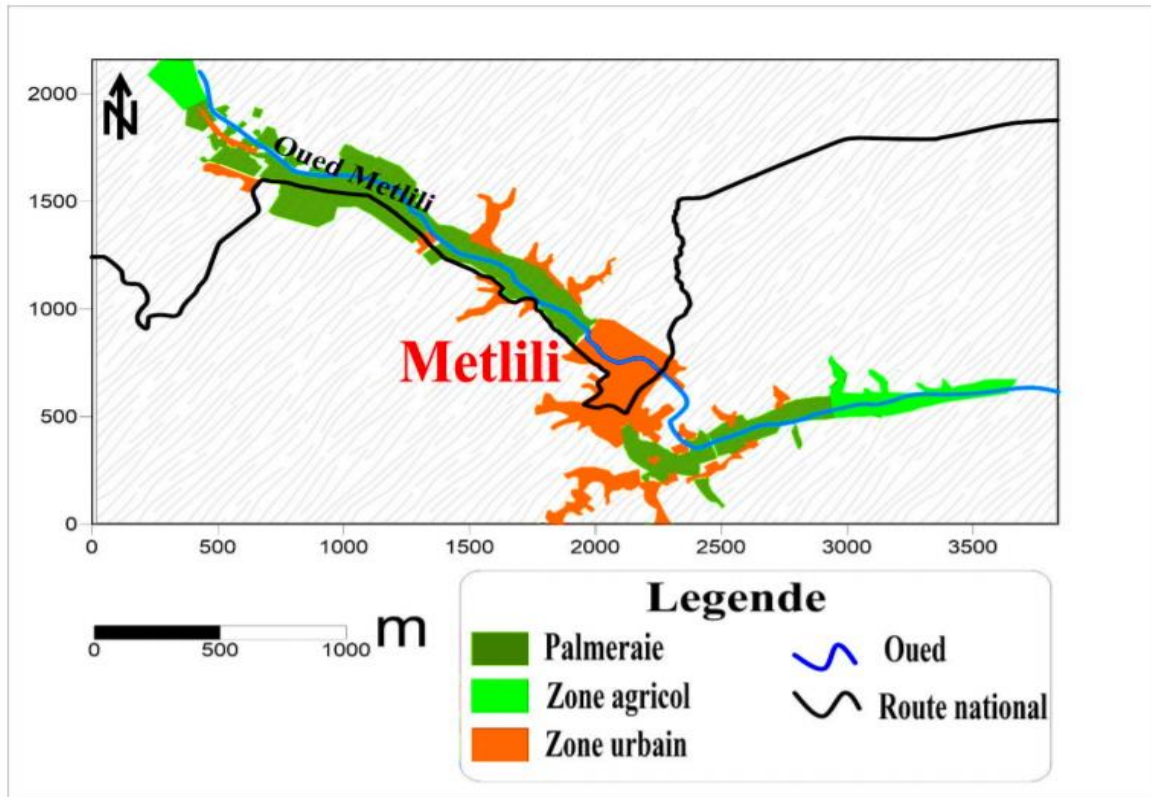 2000
N
1500
1000
500
0
Oued Metlili
Metlili
0 500 1000 1500 2000 2500 3000 3500
0 500 1000 m
Legende
Palmeraie
Zone agricol
Zone urbain
Oued
Route national